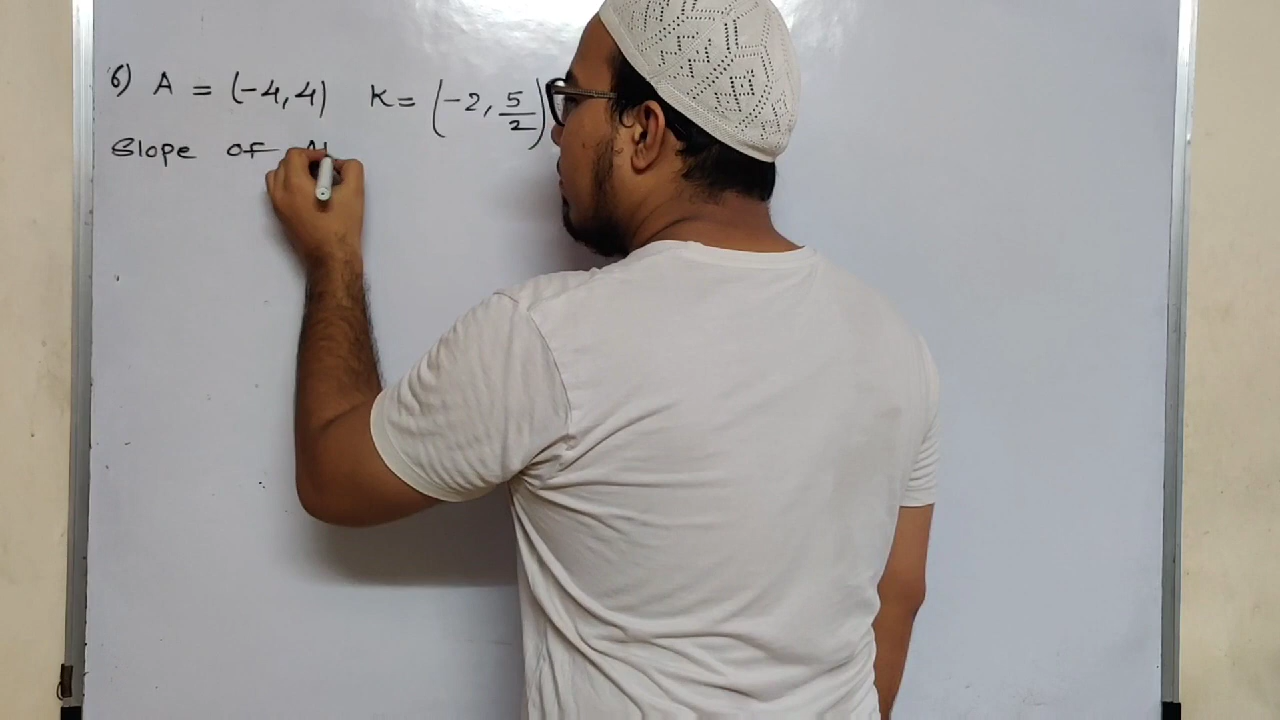 6) A = (-4, 4) K = (-2, 5/2)
Slope of